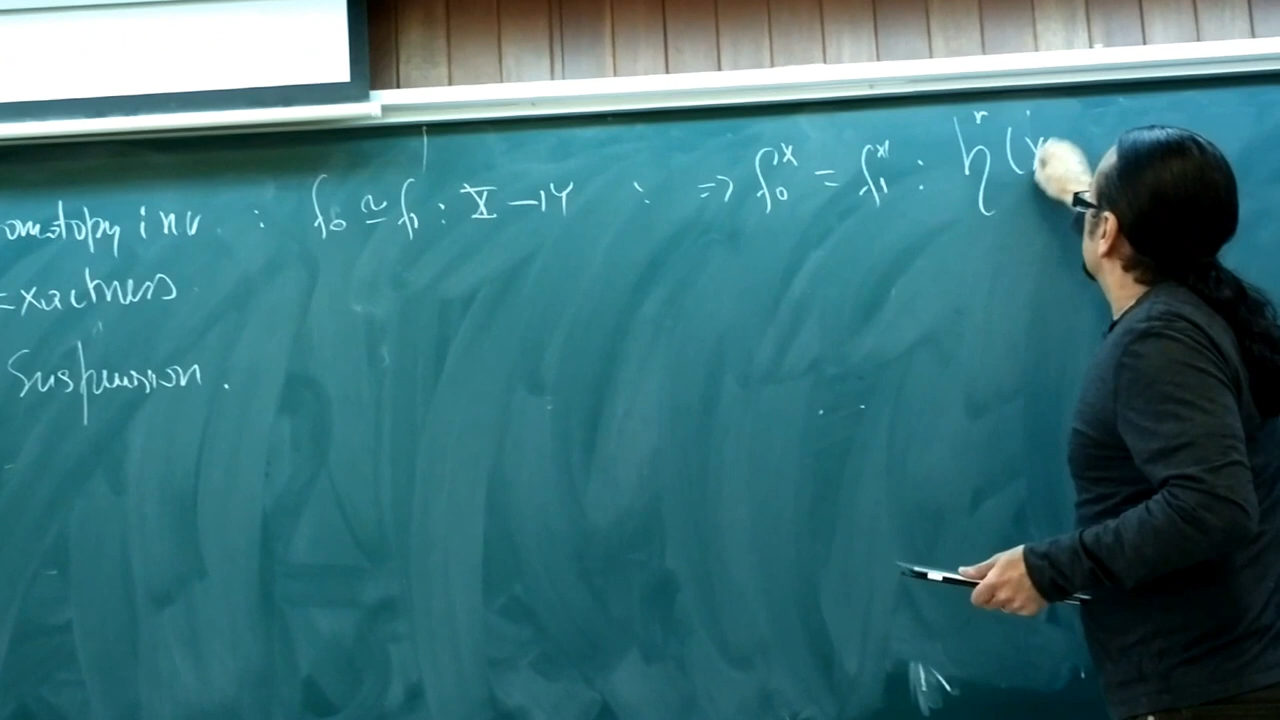 omotopy inv : f₀ ≃ f₁ : X → Y : ⇒ f₀* = f₁* : h^r(Y
Exactness
Suspension.